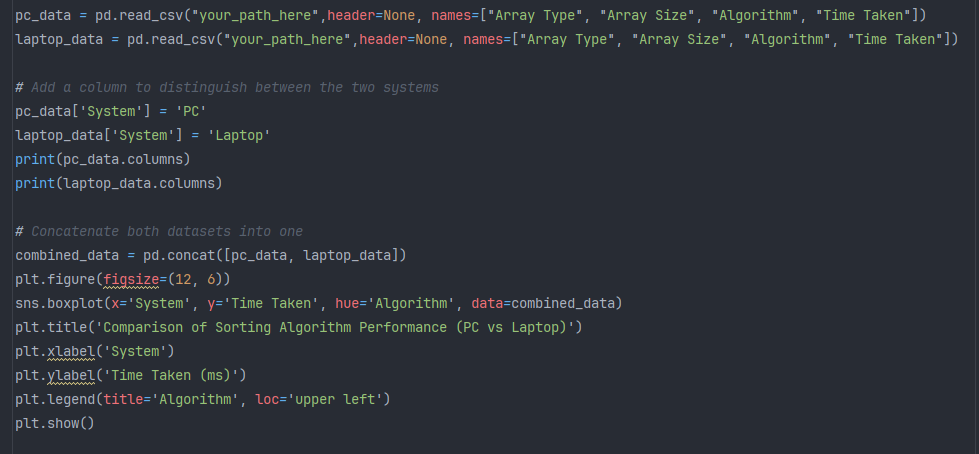 pc_data = pd.read_csv("your_path_here",header=None, names=["Array Type", "Array Size", "Algorithm", "Time Taken"])
laptop_data = pd.read_csv("your_path_here",header=None, names=["Array Type", "Array Size", "Algorithm", "Time Taken"])
# Add a column to distinguish between the two systems
pc_data['System'] = 'PC'
laptop_data['System'] = 'Laptop'
print(pc_data.columns)
print(laptop_data.columns)
# Concatenate both datasets into one
combined_data = pd.concat([pc_data, laptop_data])
plt.figure(figsize=(12, 6))
sns.boxplot(x='System', y='Time Taken', hue='Algorithm', data=combined_data)
plt.title('Comparison of Sorting Algorithm Performance (PC vs Laptop)')
plt.xlabel('System')
plt.ylabel('Time Taken (ms)')
plt.legend(title='Algorithm', loc='upper left')
plt.show()